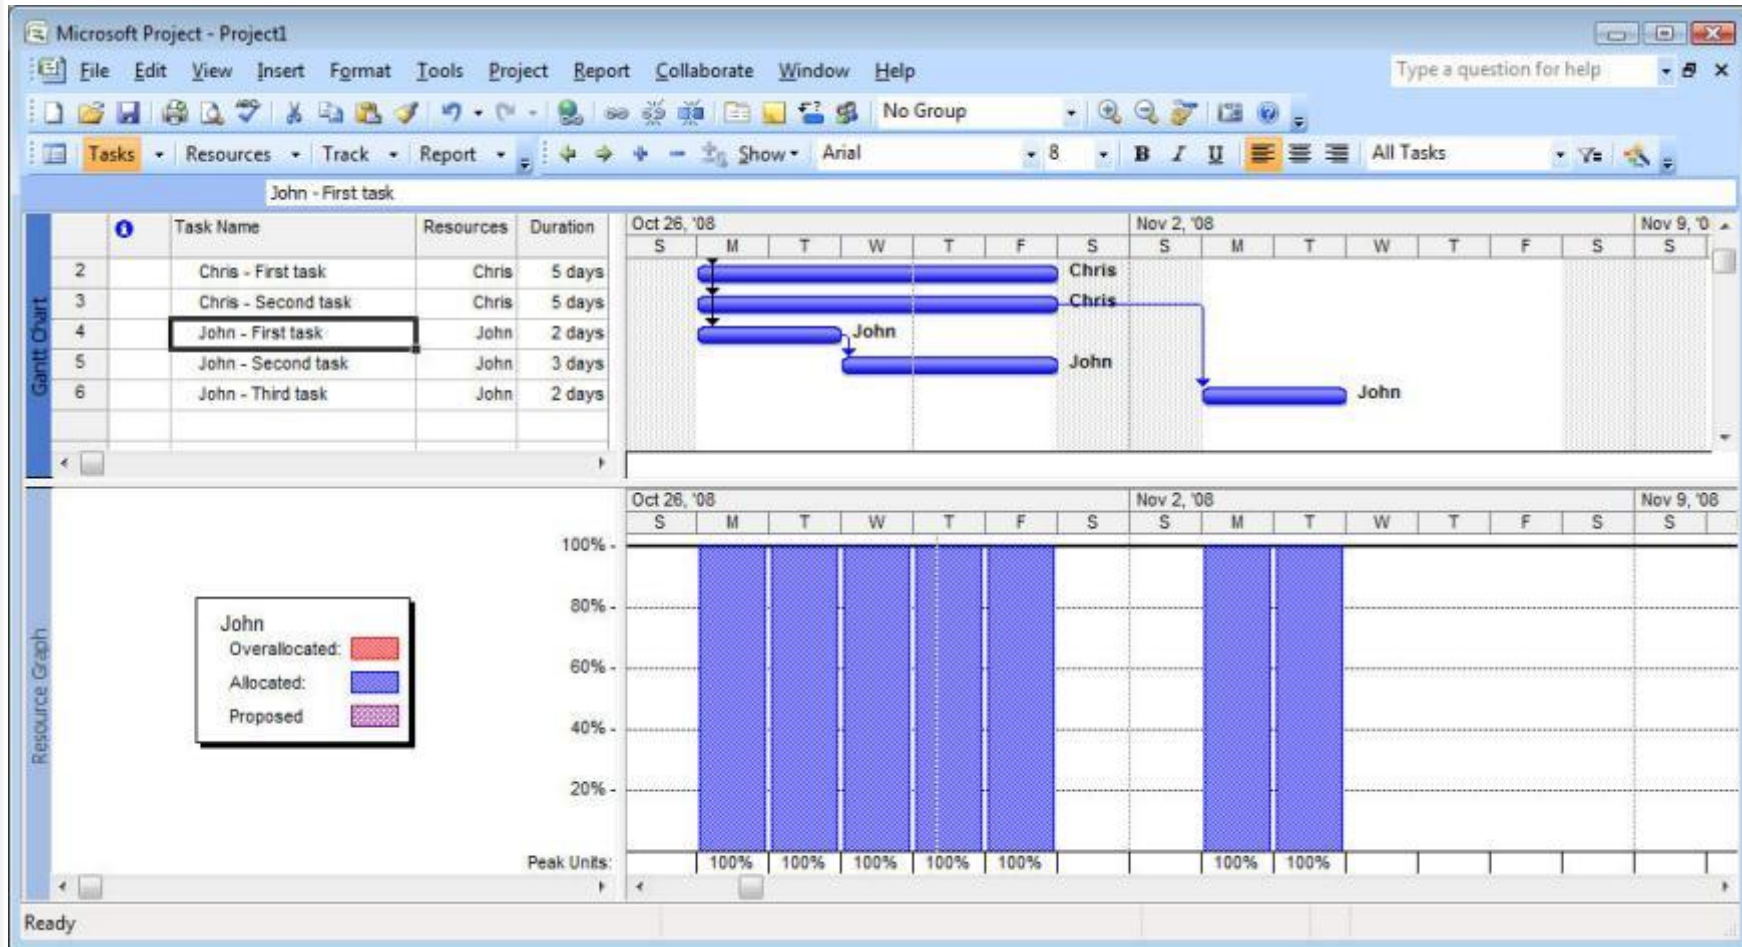 Microsoft Project - Project1
File Edit View Insert Format Tools Project Report Collaborate Window Help Type a question for help
No Group
Tasks Resources Track Report Show Arial 8 B I U All Tasks
John - First task
Task Name Resources Duration Oct 26, '08 Nov 2, '08 Nov 9, '0
S M T W T F S S M T W T F S S
2 Chris - First task Chris 5 days Chris
3 Chris - Second task Chris 5 days Chris
4 John - First task John 2 days John
5 John - Second task John 3 days John
6 John - Third task John 2 days John
Gantt Chart
Oct 26, '08 Nov 2, '08 Nov 9, '08
S M T W T F S S M T W T F S S
100%
80%
60%
40%
20%
John
Overallocated:
Allocated:
Proposed
Resource Graph
Peak Units: 100% 100% 100% 100% 100% 100% 100%
Ready